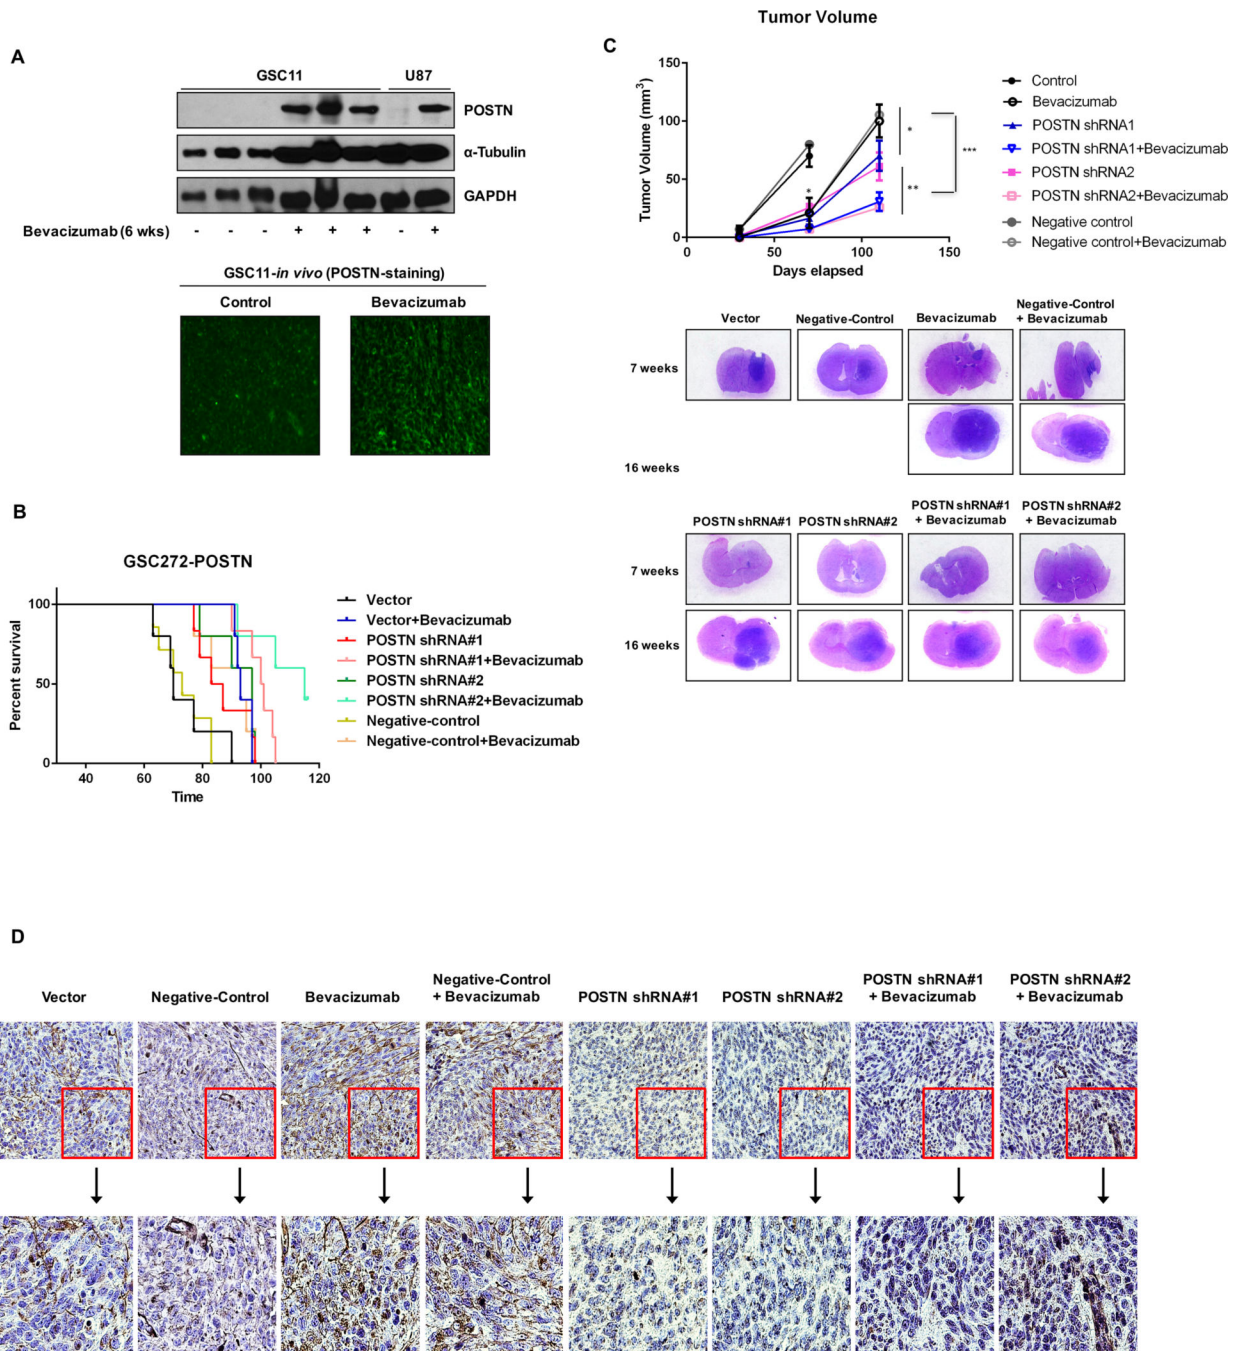 A
GSC11 U87
POSTN
α-Tubulin
GAPDH
Bevacizumab (6 wks) - - - + + + - +
GSC11-in vivo (POSTN-staining)
Control Bevacizumab
B
GSC272-POSTN
Percent survival
100
50
0
40 60 80 100 120
Time
Vector
Vector+Bevacizumab
POSTN shRNA#1
POSTN shRNA#1+Bevacizumab
POSTN shRNA#2
POSTN shRNA#2+Bevacizumab
Negative-control
Negative-control+Bevacizumab
C
Tumor Volume
Tumor Volume (mm3)
150
100
50
0
0 50 100 150
Days elapsed
*
*
**
***
Control
Bevacizumab
POSTN shRNA1
POSTN shRNA1+Bevacizumab
POSTN shRNA2
POSTN shRNA2+Bevacizumab
Negative control
Negative control+Bevacizumab
Vector Negative-Control Bevacizumab Negative-Control
+ Bevacizumab
7 weeks
16 weeks
POSTN shRNA#1 POSTN shRNA#2 POSTN shRNA#1 POSTN shRNA#2
+ Bevacizumab + Bevacizumab
7 weeks
16 weeks
D
Vector Negative-Control Bevacizumab Negative-Control
+ Bevacizumab
POSTN shRNA#1 POSTN shRNA#2 POSTN shRNA#1 POSTN shRNA#2
+ Bevacizumab + Bevacizumab